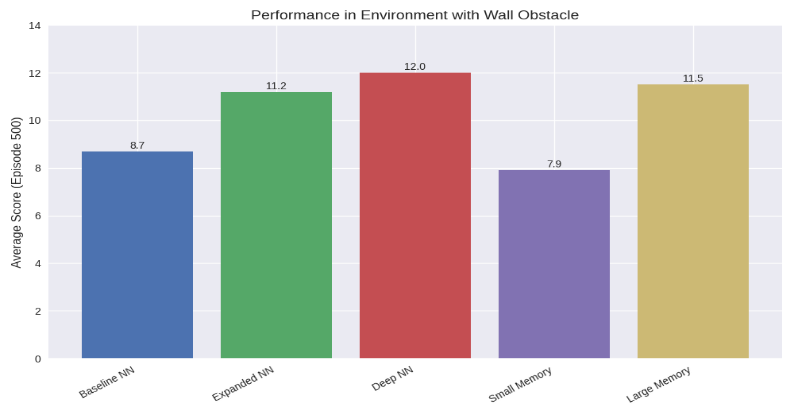 Performance in Environment with Wall Obstacle
Average Score (Episode 500)
14
12
10
8
6
4
2
0
8.7
11.2
12.0
7.9
11.5
Baseline NN
Expanded NN
Deep NN
Small Memory
Large Memory